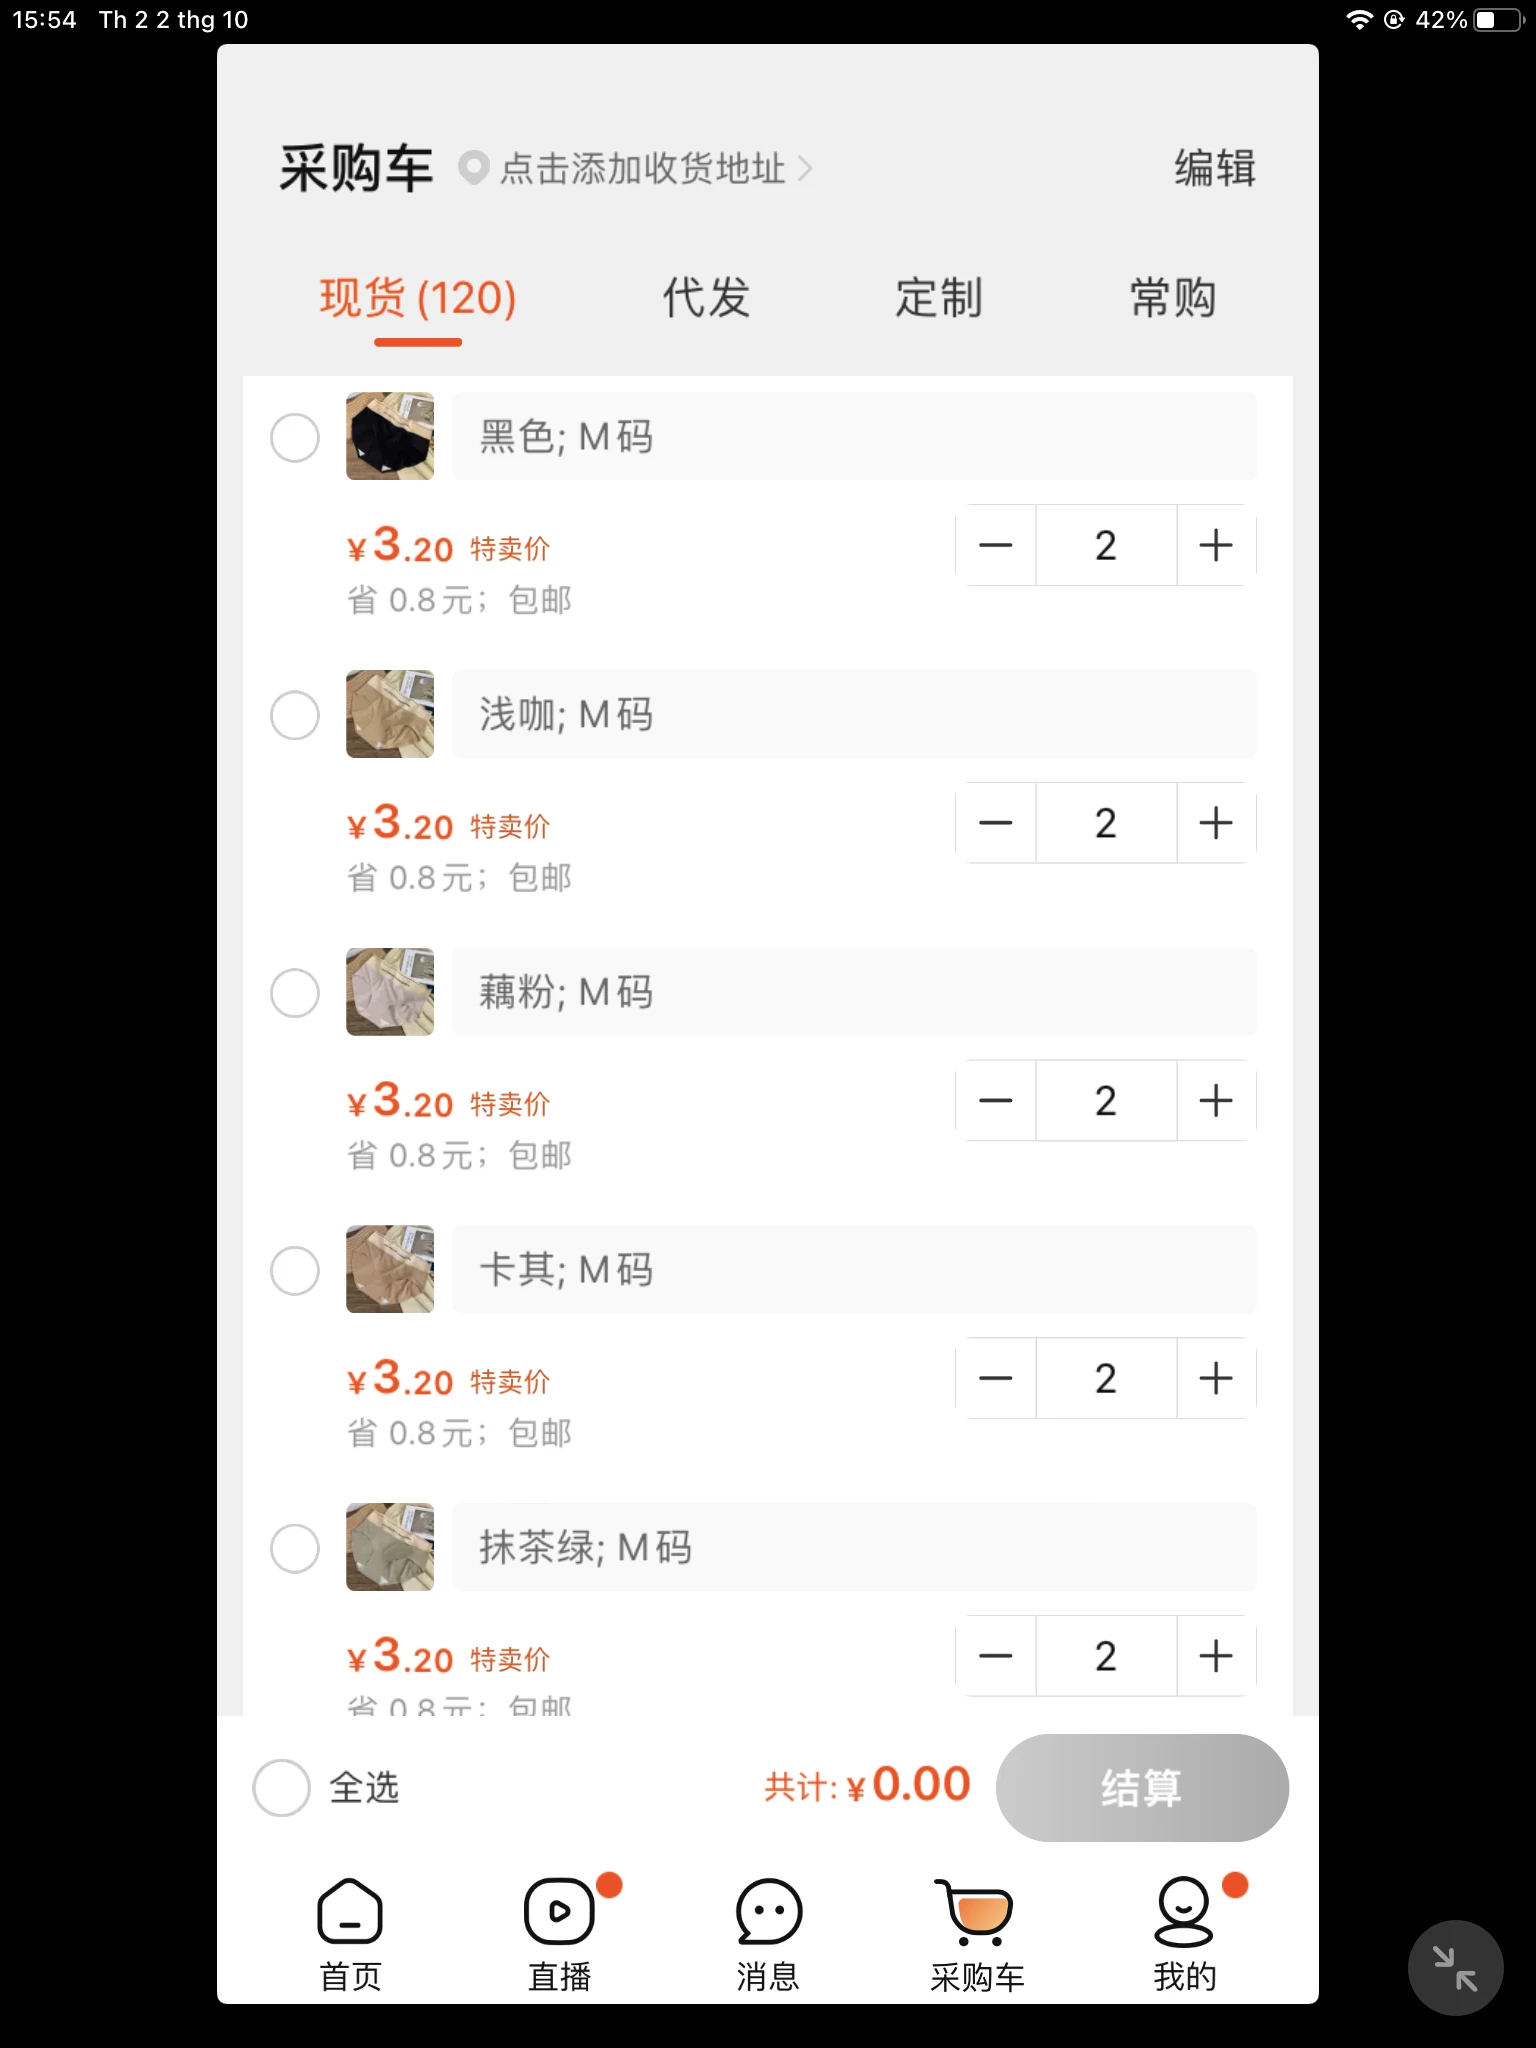 15:54 Th 2 2 thg 10 42%
采购车 点击添加收货地址 编辑
现货 (120) 代发 定制 常购
黑色; M码
¥3.20 特卖价 2
省 0.8元；包邮
浅咖; M码
¥3.20 特卖价 2
省 0.8元；包邮
藕粉; M码
¥3.20 特卖价 2
省 0.8元；包邮
卡其; M码
¥3.20 特卖价 2
省 0.8元；包邮
抹茶绿; M码
¥3.20 特卖价 2
省 0.8元；包邮
全选 共计: ¥0.00 结算
首页 直播 消息 采购车 我的